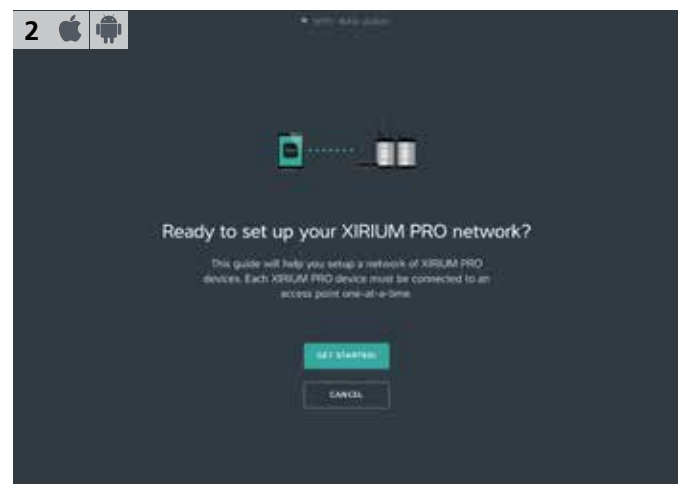 2
Ready to set up your XIRIUM PRO network?
This guide will help you setup a network of XIRIUM PRO
devices. Each XIRIUM PRO device must be connected to an
access point one-at-a-time.
GET STARTED
CANCEL